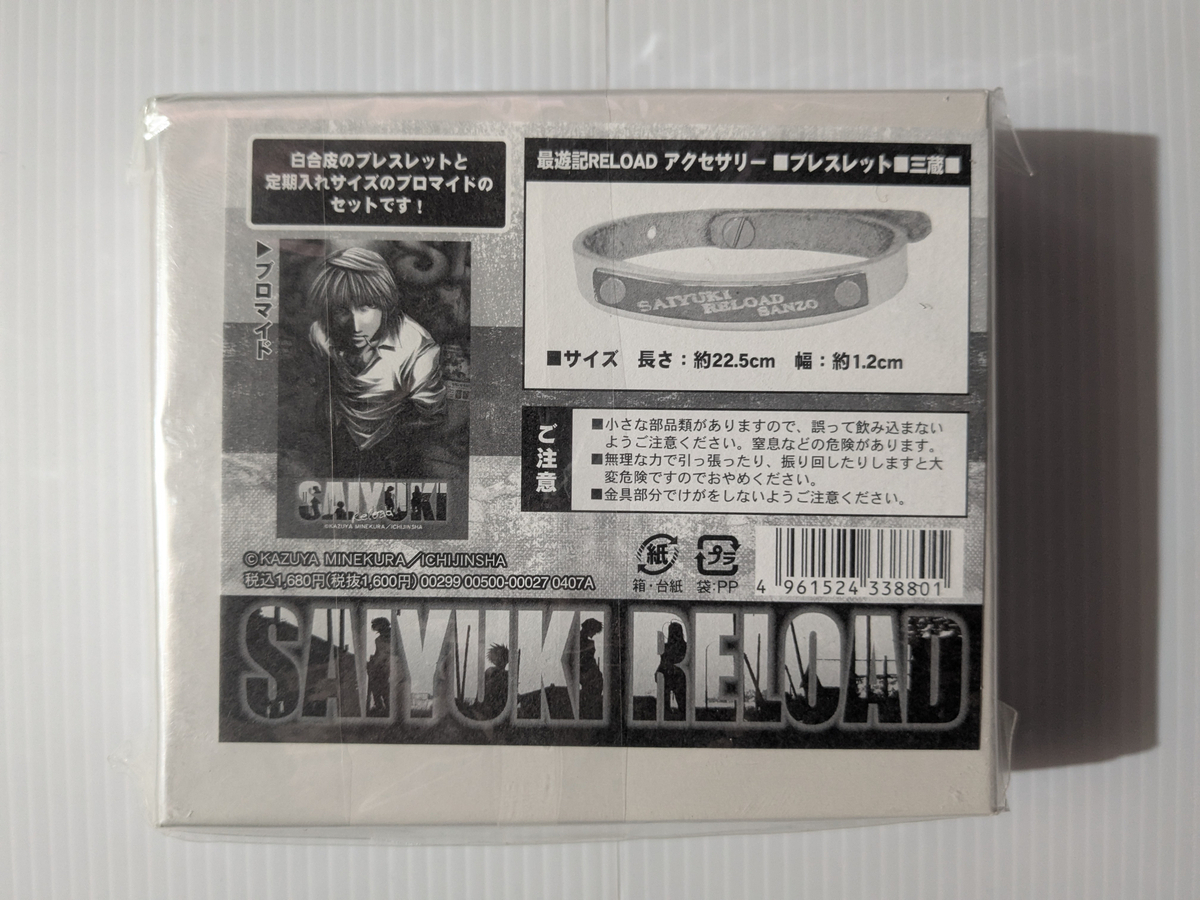 白合皮のブレスレットと
定期入れサイズのブロマイドの
セットです！
▶ブロマイド
SAIYUKI
Reload
©KAZUYA MINEKURA/ICHIJINSHA
最遊記RELOAD アクセサリー ■ブレスレット■三蔵■
SAIYUKI
RELOAD
SANZO
■サイズ 長さ：約22.5cm 幅：約1.2cm
ご注意
■小さな部品類がありますので、誤って飲み込まない
ようご注意ください。窒息などの危険があります。
■無理な力で引っ張ったり、振り回したりしますと大
変危険ですのでおやめください。
■金具部分でけがをしないようご注意ください。
©KAZUYA MINEKURA/ICHIJINSHA
税込1,680円(税抜1,600円) 00299 00500-00027 0407A
紙
箱・台紙
プラ
袋:PP
4 961524 338801
SAIYUKI RELOAD